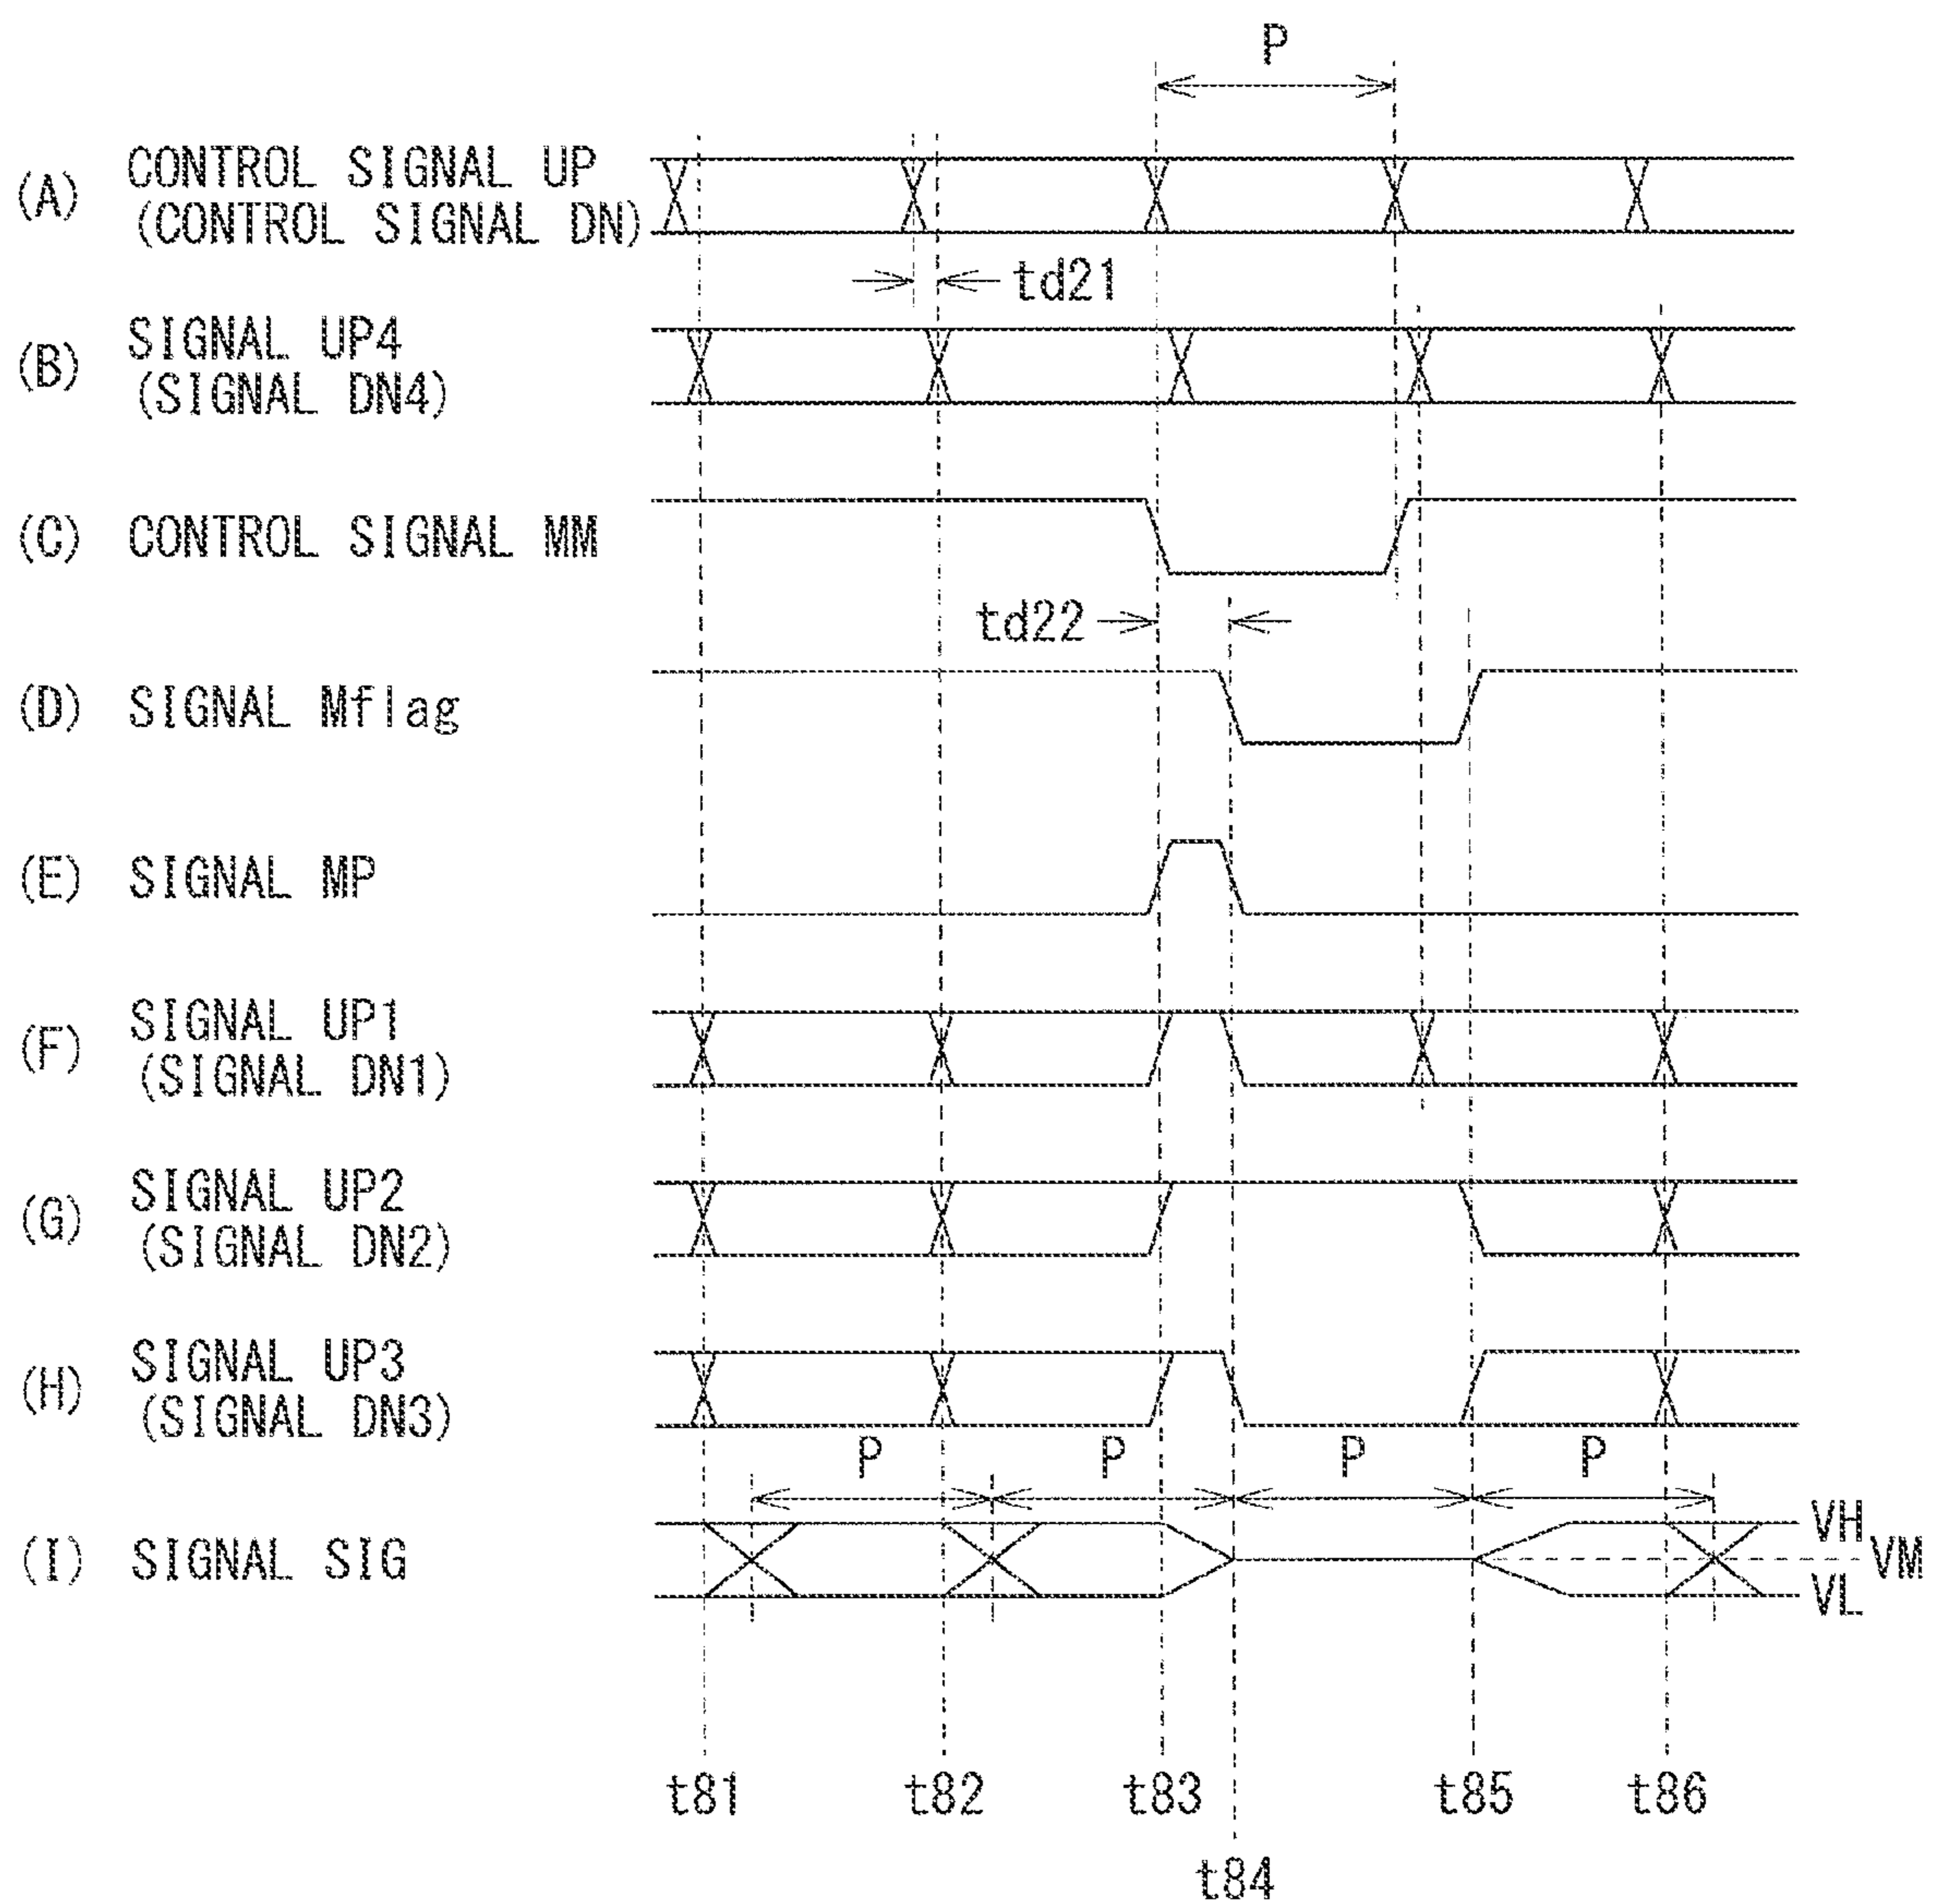 P
(A) CONTROL SIGNAL UP
(CONTROL SIGNAL DN)
td21
(B) SIGNAL UP4
(SIGNAL DN4)
(C) CONTROL SIGNAL MM
td22
(D) SIGNAL Mflag
(E) SIGNAL MP
(F) SIGNAL UP1
(SIGNAL DN1)
(G) SIGNAL UP2
(SIGNAL DN2)
(H) SIGNAL UP3
(SIGNAL DN3)
P P P P
(I) SIGNAL SIG
VH
VM
VL
t81 t82 t83 t85 t86
t84